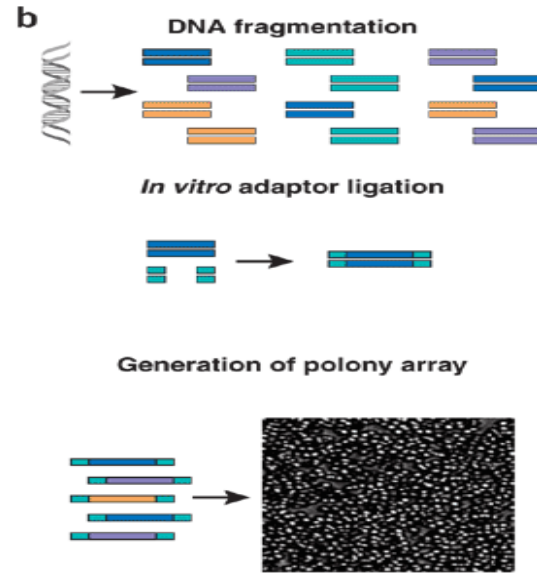 b
DNA fragmentation
In vitro adaptor ligation
Generation of polony array